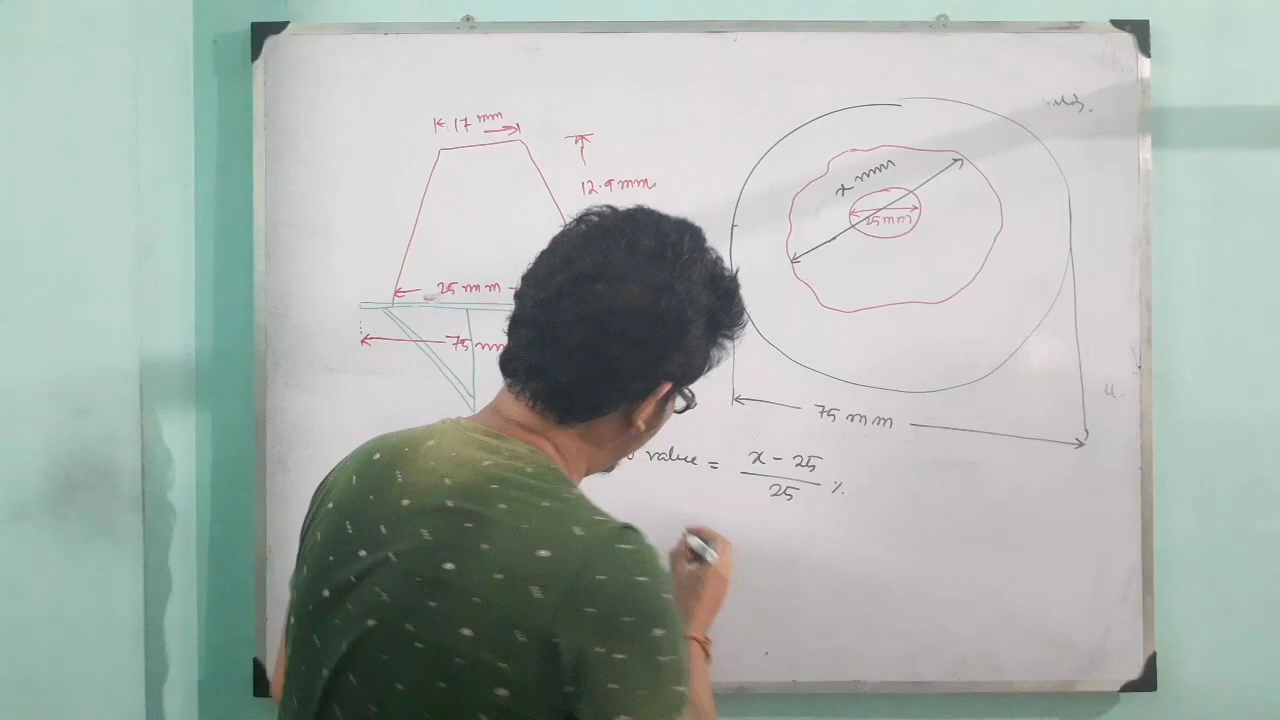 17 mm
12.9 mm
25 mm
75 mm
x mm
25 mm
75 mm
value = x - 25 / 25 %